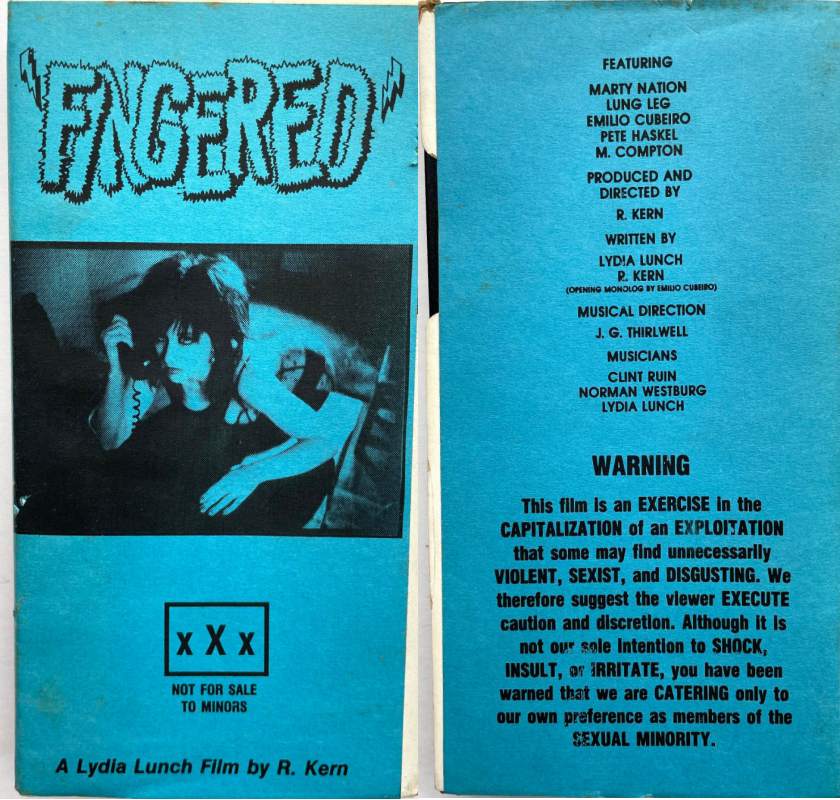 "FINGERED"
xXx
NOT FOR SALE
TO MINORS
A Lydia Lunch Film by R. Kern
FEATURING
MARTY NATION
LUNG LEG
EMILIO CUBEIRO
PETE HASKEL
M. COMPTON
PRODUCED AND
DIRECTED BY
R. KERN
WRITTEN BY
LYDIA LUNCH
R. KERN
(OPENING MONOLOG BY EMILIO CUBEIRO)
MUSICAL DIRECTION
J. G. THIRLWELL
MUSICIANS
CLINT RUIN
NORMAN WESTBURG
LYDIA LUNCH
WARNING
This film is an EXERCISE in the
CAPITALIZATION of an EXPLOITATION
that some may find unnecessarily
VIOLENT, SEXIST, and DISGUSTING. We
therefore suggest the viewer EXECUTE
caution and discretion. Although it is
not our sole intention to SHOCK,
INSULT, or IRRITATE, you have been
warned that we are CATERING only to
our own preference as members of the
SEXUAL MINORITY.